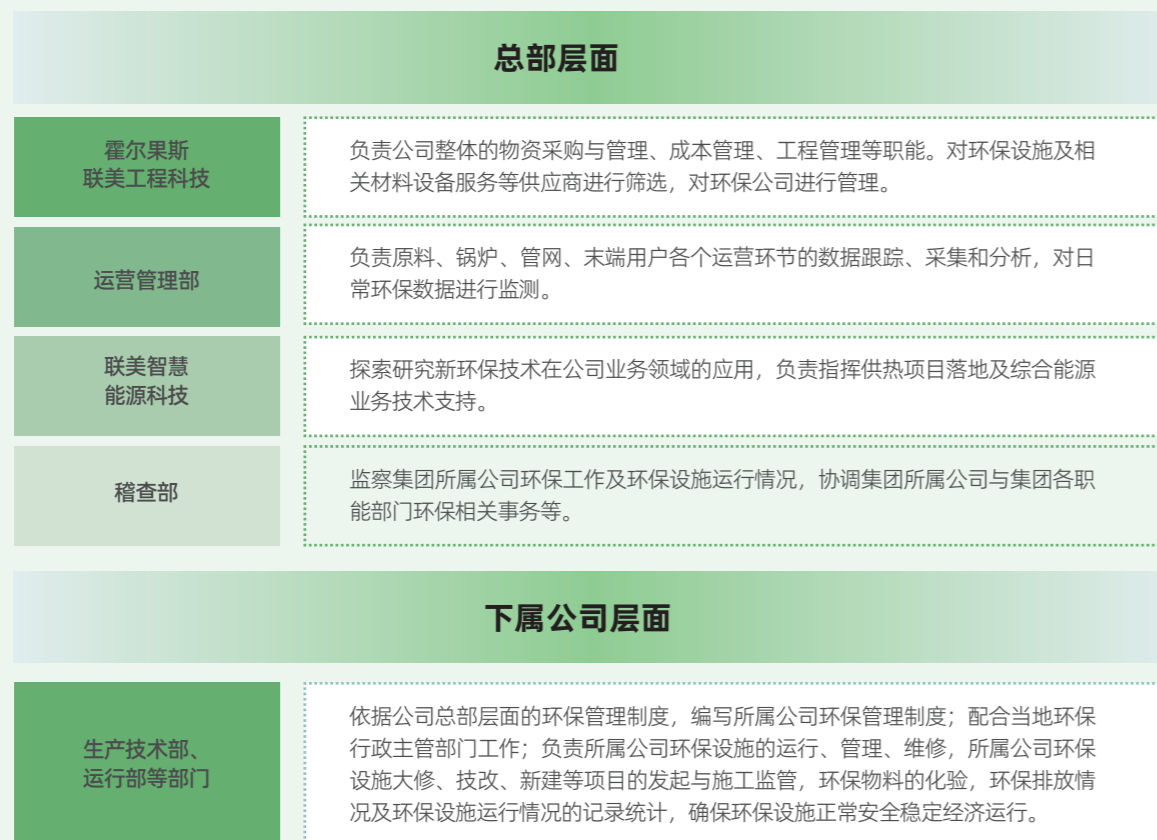 总部层面
霍尔果斯
联美工程科技
负责公司整体的物资采购与管理、成本管理、工程管理等职能。对环保设施及相
关材料设备服务等供应商进行筛选，对环保公司进行管理。
运营管理部
负责原料、锅炉、管网、末端用户各个运营环节的数据跟踪、采集和分析，对日
常环保数据进行监测。
联美智慧
能源科技
探索研究新环保技术在公司业务领域的应用，负责指挥供热项目落地及综合能源
业务技术支持。
稽查部
监察集团所属公司环保工作及环保设施运行情况，协调集团所属公司与集团各职
能部门环保相关事务等。
下属公司层面
生产技术部、
运行部等部门
依据公司总部层面的环保管理制度，编写所属公司环保管理制度；配合当地环保
行政主管部门工作；负责所属公司环保设施的运行、管理、维修，所属公司环保
设施大修、技改、新建等项目的发起与施工监管，环保物料的化验，环保排放情
况及环保设施运行情况的记录统计，确保环保设施正常安全稳定经济运行。